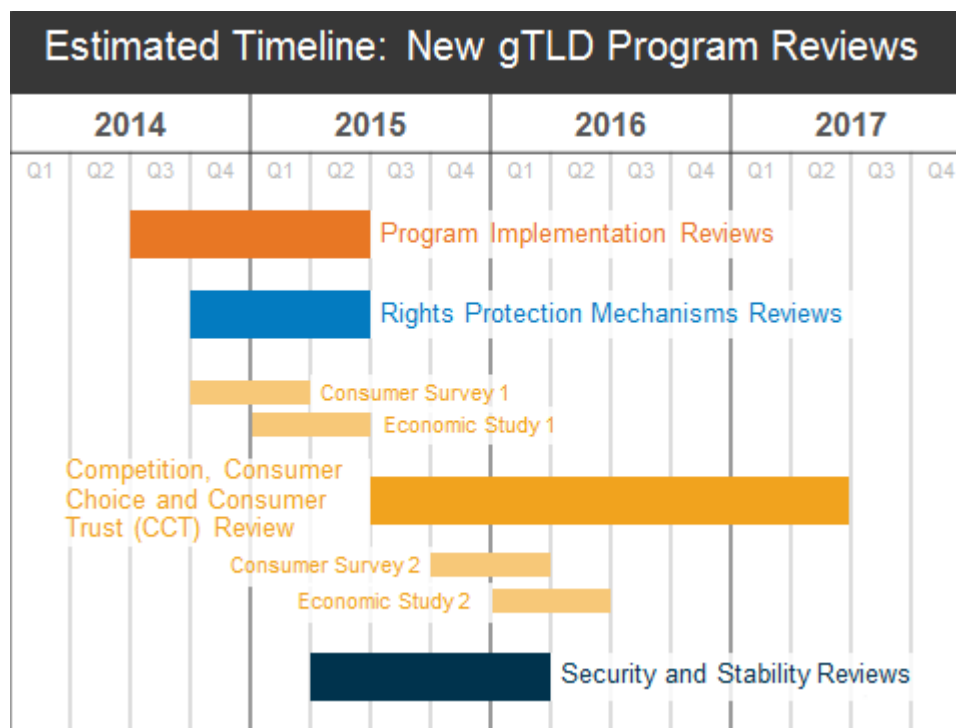 Estimated Timeline: New gTLD Program Reviews
2014 2015 2016 2017
Q1 Q2 Q3 Q4 Q1 Q2 Q3 Q4 Q1 Q2 Q3 Q4 Q1 Q2 Q3 Q4
Program Implementation Reviews
Rights Protection Mechanisms Reviews
Consumer Survey 1
Economic Study 1
Competition, Consumer
Choice and Consumer
Trust (CCT) Review
Consumer Survey 2
Economic Study 2
Security and Stability Reviews